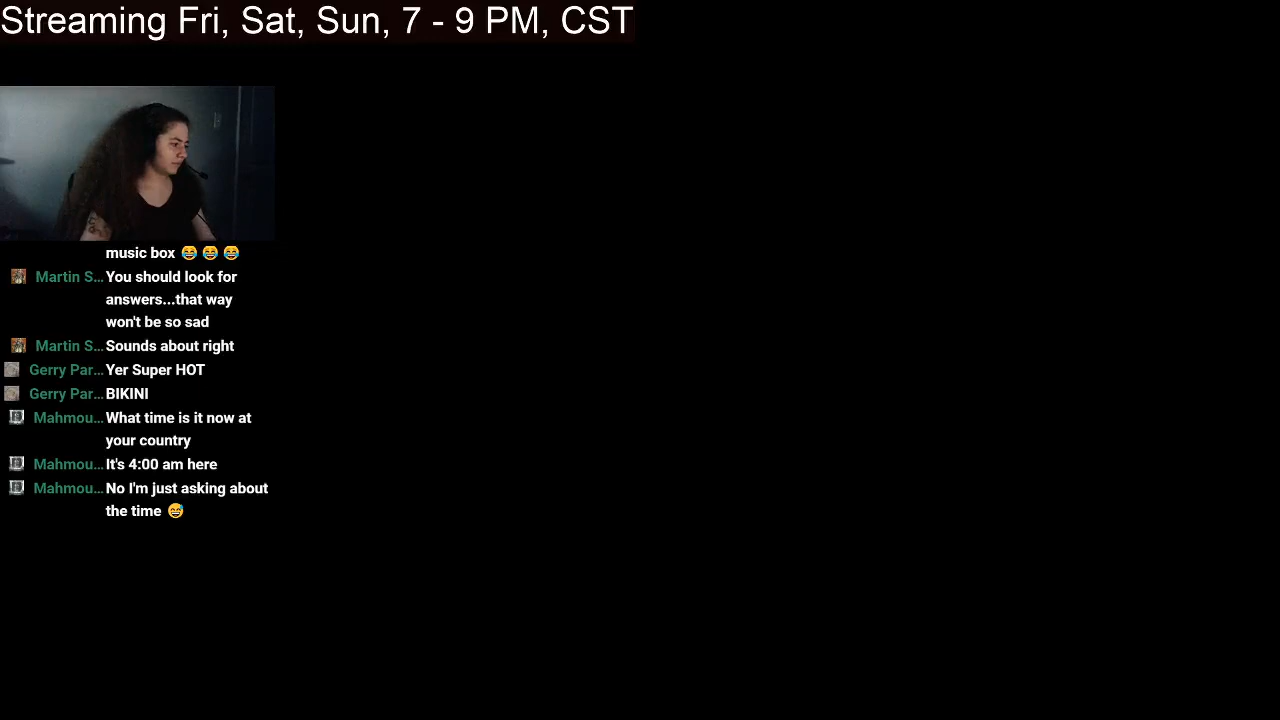 Streaming Fri, Sat, Sun, 7 - 9 PM, CST
music box 😂 😂 😂
Martin S... You should look for
answers...that way
won't be so sad
Martin S... Sounds about right
Gerry Par... Yer Super HOT
Gerry Par... BIKINI
Mahmou... What time is it now at
your country
Mahmou... It's 4:00 am here
Mahmou... No I'm just asking about
the time 😅